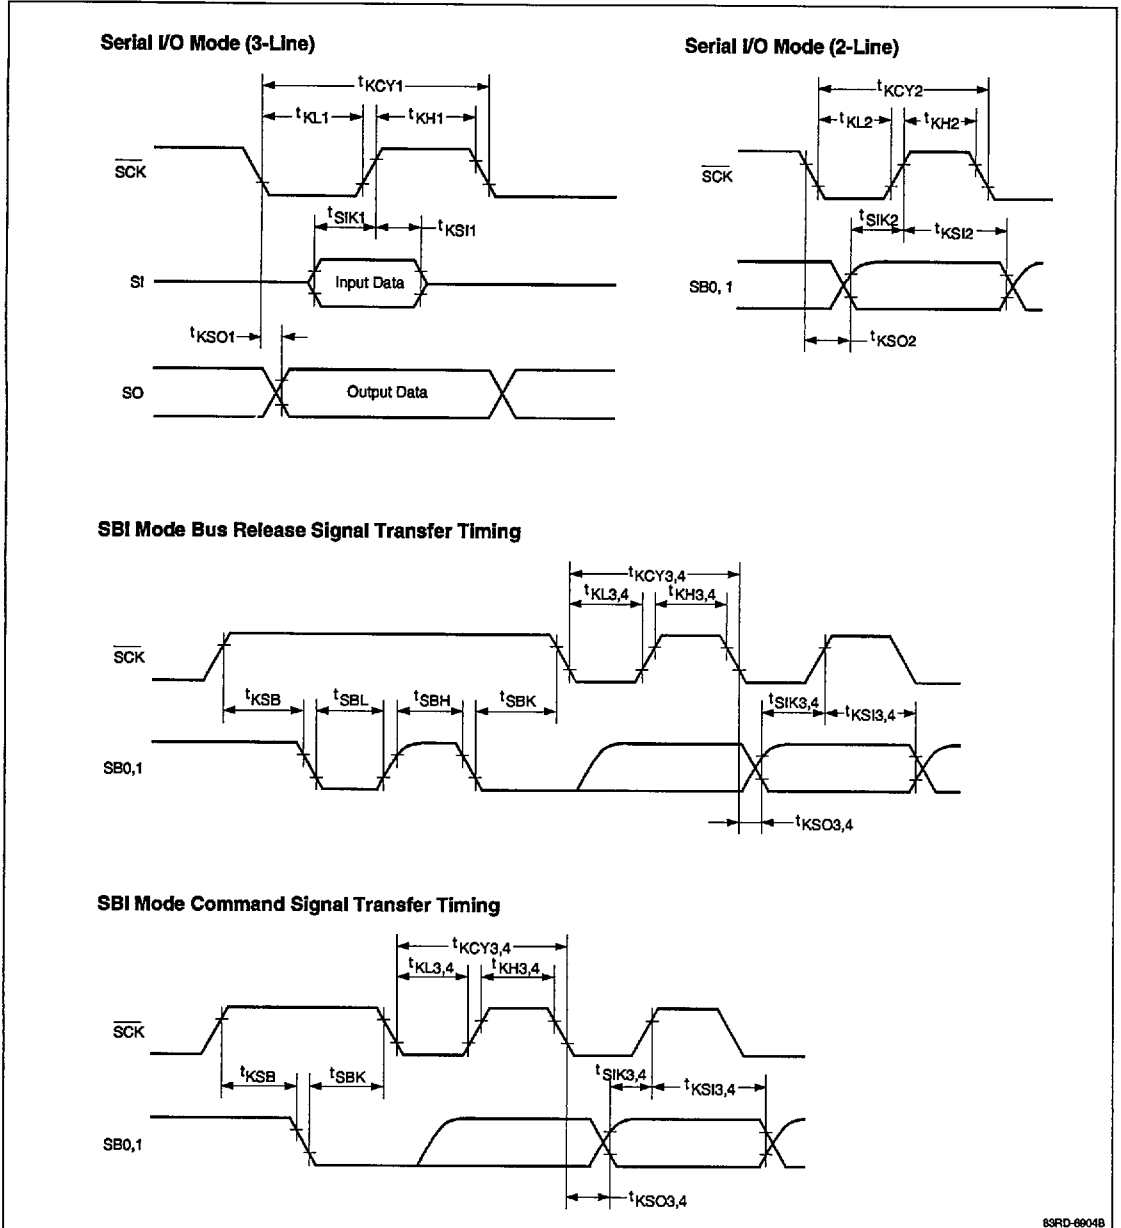 Serial I/O Mode (3-Line)
tKCY1
tKL1
tKH1
SCK
tSIK1
tKSI1
SI
Input Data
tKSO1
SO
Output Data
Serial I/O Mode (2-Line)
tKCY2
tKL2
tKH2
SCK
tSIK2
tKSI2
SB0, 1
tKSO2
SBI Mode Bus Release Signal Transfer Timing
tKCY3,4
tKL3,4
tKH3,4
SCK
tKSB
tSBL
tSBH
tSBK
tSIK3,4
tKSI3,4
SB0,1
tKSO3,4
SBI Mode Command Signal Transfer Timing
tKCY3,4
tKL3,4
tKH3,4
SCK
tKSB
tSBK
tSIK3,4
tKSI3,4
SB0,1
tKSO3,4
83RD-6904B